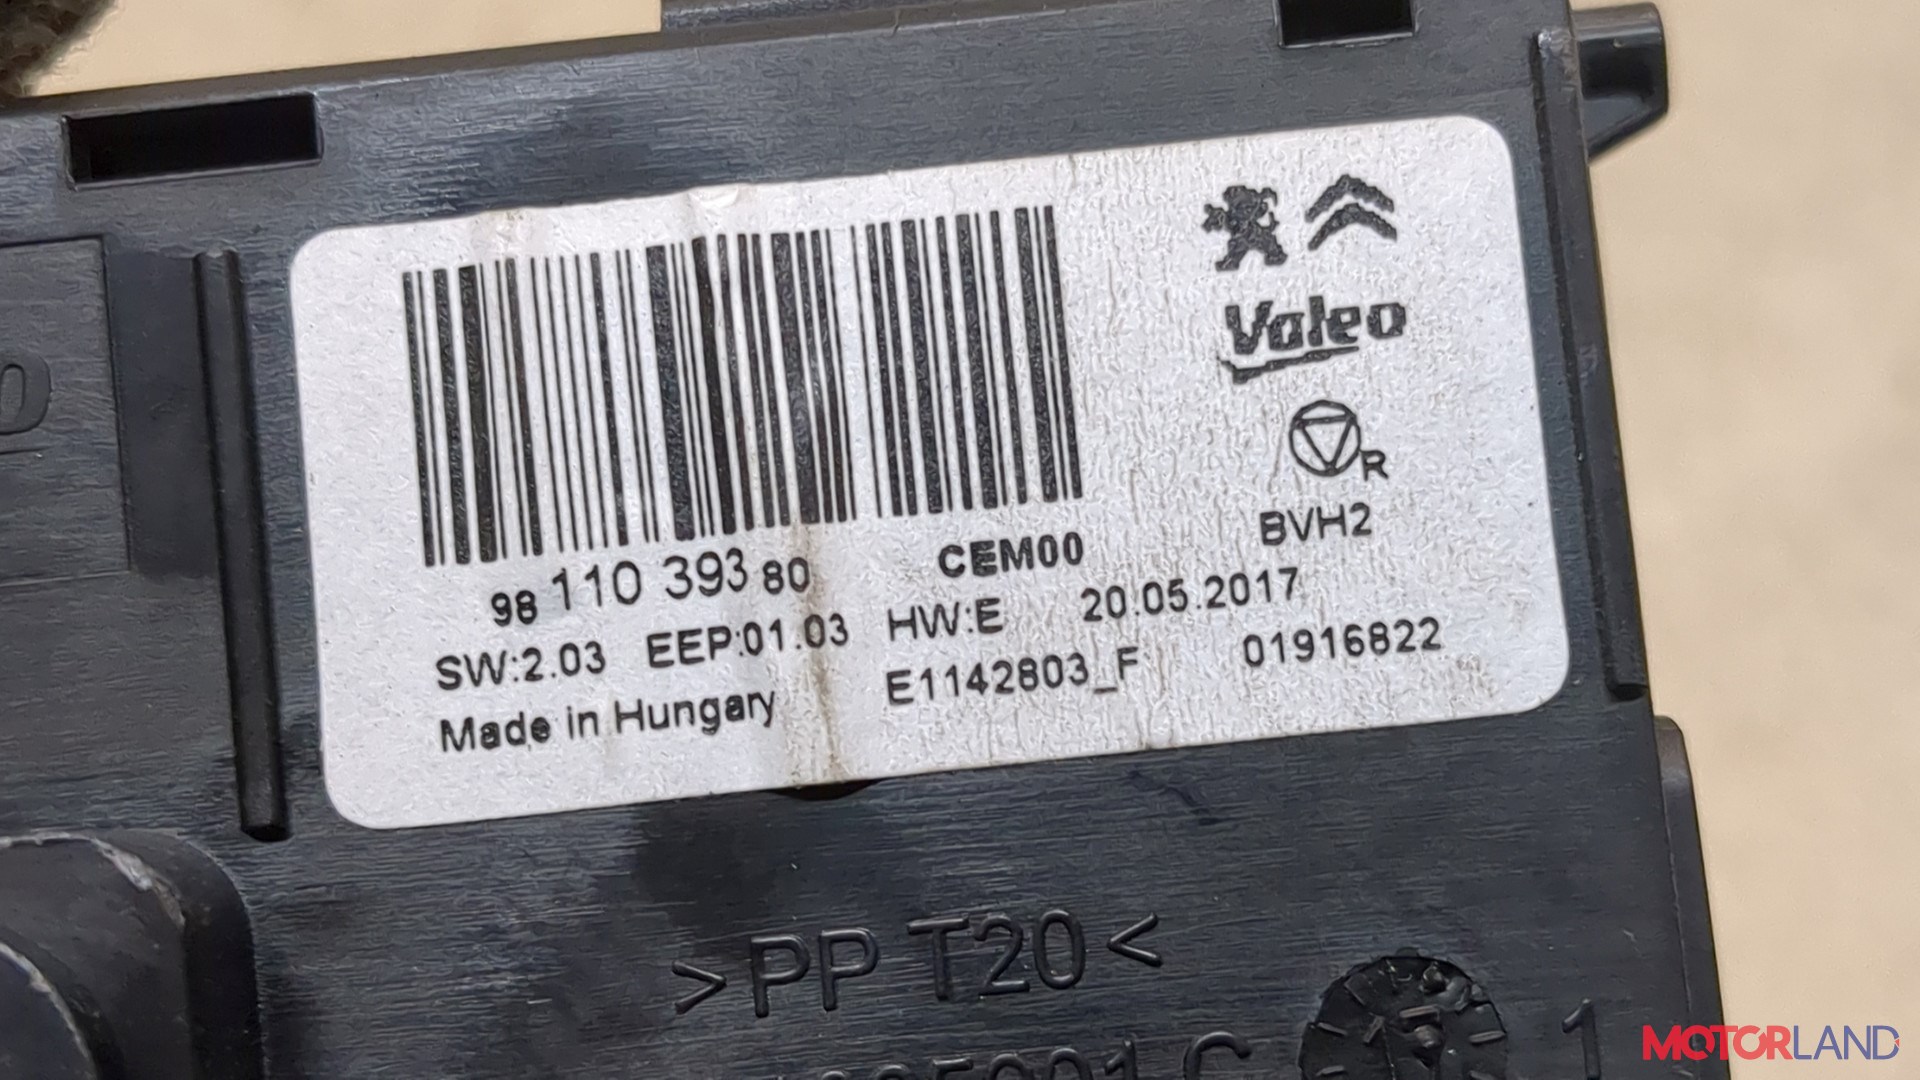 98 110 393 80
CEM00
Valeo
R
BVH2
SW:2.03 EEP:01.03 HW:E 20.05.2017
Made in Hungary E1142803_F 01916822
>PP T20<
1
MOTORLAND